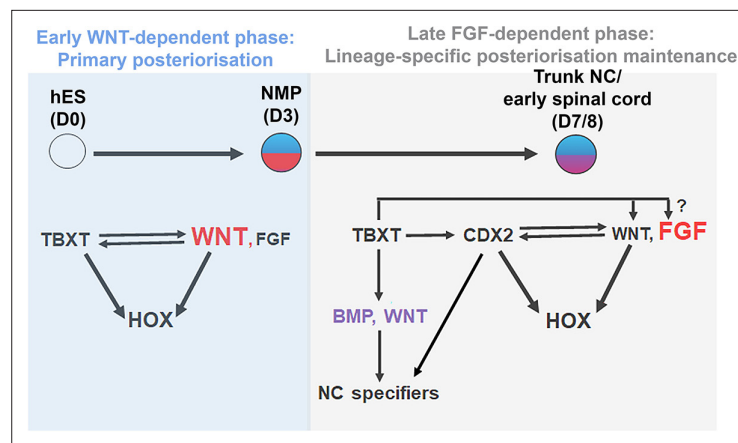 Early WNT-dependent phase:
Primary posteriorisation
Late FGF-dependent phase:
Lineage-specific posteriorisation maintenance
hES
(D0)
NMP
(D3)
Trunk NC/
early spinal cord
(D7/8)
TBXT
WNT, FGF
HOX
?
TBXT
CDX2
WNT, FGF
BMP, WNT
HOX
NC specifiers